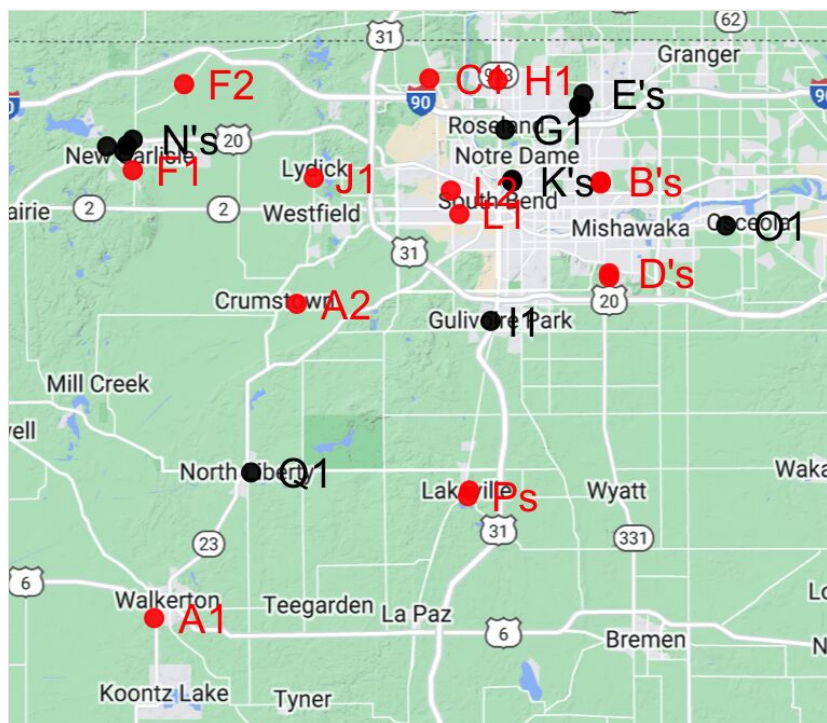 31
62
Granger
F2
C1
933
H1
E's
90
90
G1
Roseland
N's
20
New Carlisle
Notre Dame
F1
Lydick
J1
L2
K's
B's
South Bend
2
2
Westfield
L1
Mishawaka
Osceola
O1
airie
31
D's
Crumstown
A2
20
Gulivoire Park
I1
Mill Creek
well
North Liberty
Q1
Waka
Lakeville
Ps
Wyatt
31
23
331
6
Walkerton
A1
Teegarden
La Paz
6
Bremen
Lo
N
Koontz Lake
Tyner